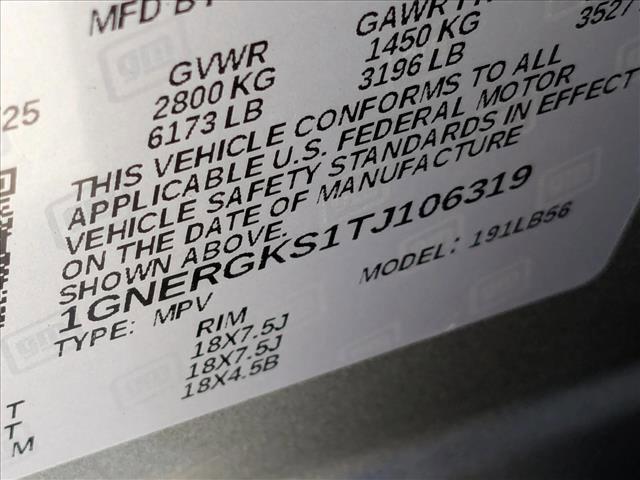 MFD BY
GVWR
GAWR FR
25
2800 KG
1450 KG
3527
6173 LB
3196 LB
THIS VEHICLE CONFORMS TO ALL
APPLICABLE U.S. FEDERAL MOTOR
VEHICLE SAFETY STANDARDS IN EFFECT
ON THE DATE OF MANUFACTURE
SHOWN ABOVE.
1GNERGKS1TJ106319
TYPE: MPV
MODEL: 191LB56
RIM
18X7.5J
18X7.5J
18X4.5B
T
T
M
gm